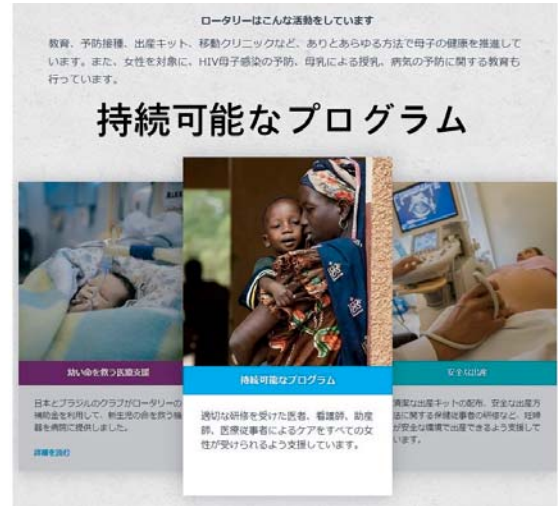 ロータリーはこんな活動をしています
教育、予防接種、出産キット、移動クリニックなど、ありとあらゆる方法で母子の健康を推進して
います。また、女性を対象に、HIV母子感染の予防、母乳による授乳、病気の予防に関する教育も
行っています。
持続可能なプログラム
幼い命を救う医療支援
日本とブラジルのクラブがロータリーの
補助金を利用して、新生児の命を救う機
器を病院に提供しました。
詳細を読む
持続可能なプログラム
適切な研修を受けた医者、看護師、助産
師、医療従事者によるケアをすべての女
性が受けられるよう支援しています。
安全な出産
清潔な出産キットの配布、安全な出産方
法に関する保健従事者の研修など、妊婦
が安全な環境で出産できるよう支援して
います。